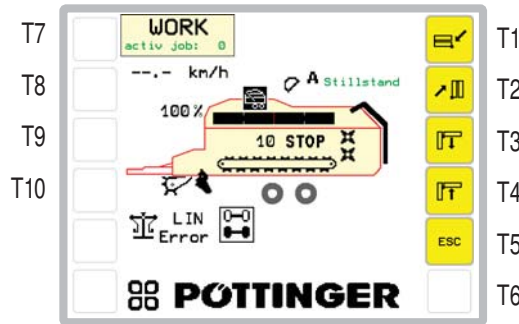 T7
T8
T9
T10
WORK
activ job: 0
--.- km/h
A Stillstand
100%
10 STOP
LIN
Error
PÖTTINGER
ESC
T1
T2
T3
T4
T5
T6